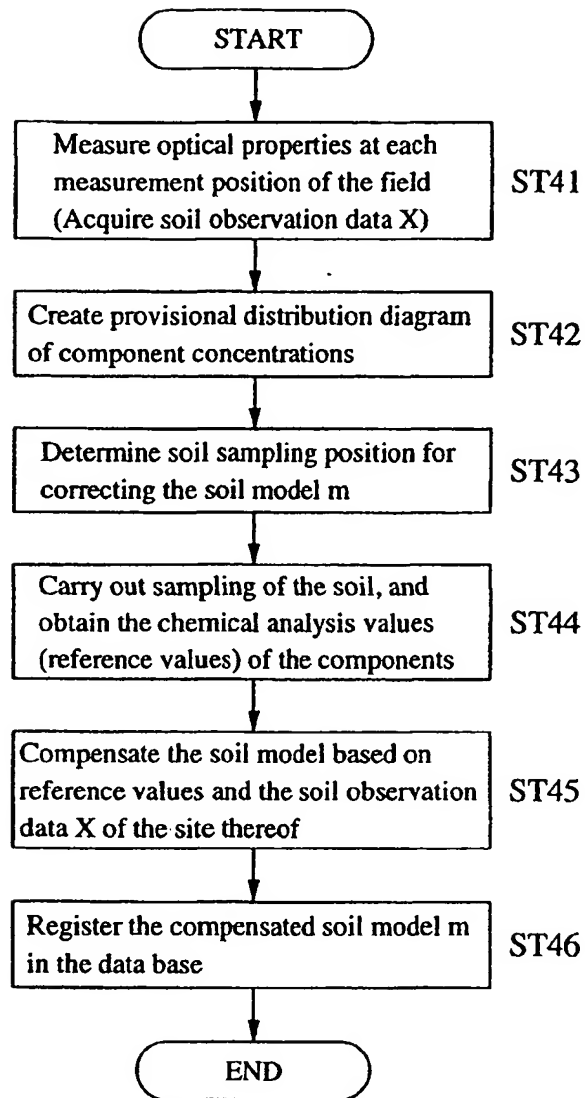 START
Measure optical properties at each
measurement position of the field
(Acquire soil observation data X)
ST41
Create provisional distribution diagram
of component concentrations
ST42
Determine soil sampling position for
correcting the soil model m
ST43
Carry out sampling of the soil, and
obtain the chemical analysis values
(reference values) of the components
ST44
Compensate the soil model based on
reference values and the soil observation
data X of the site thereof
ST45
Register the compensated soil model m
in the data base
ST46
END